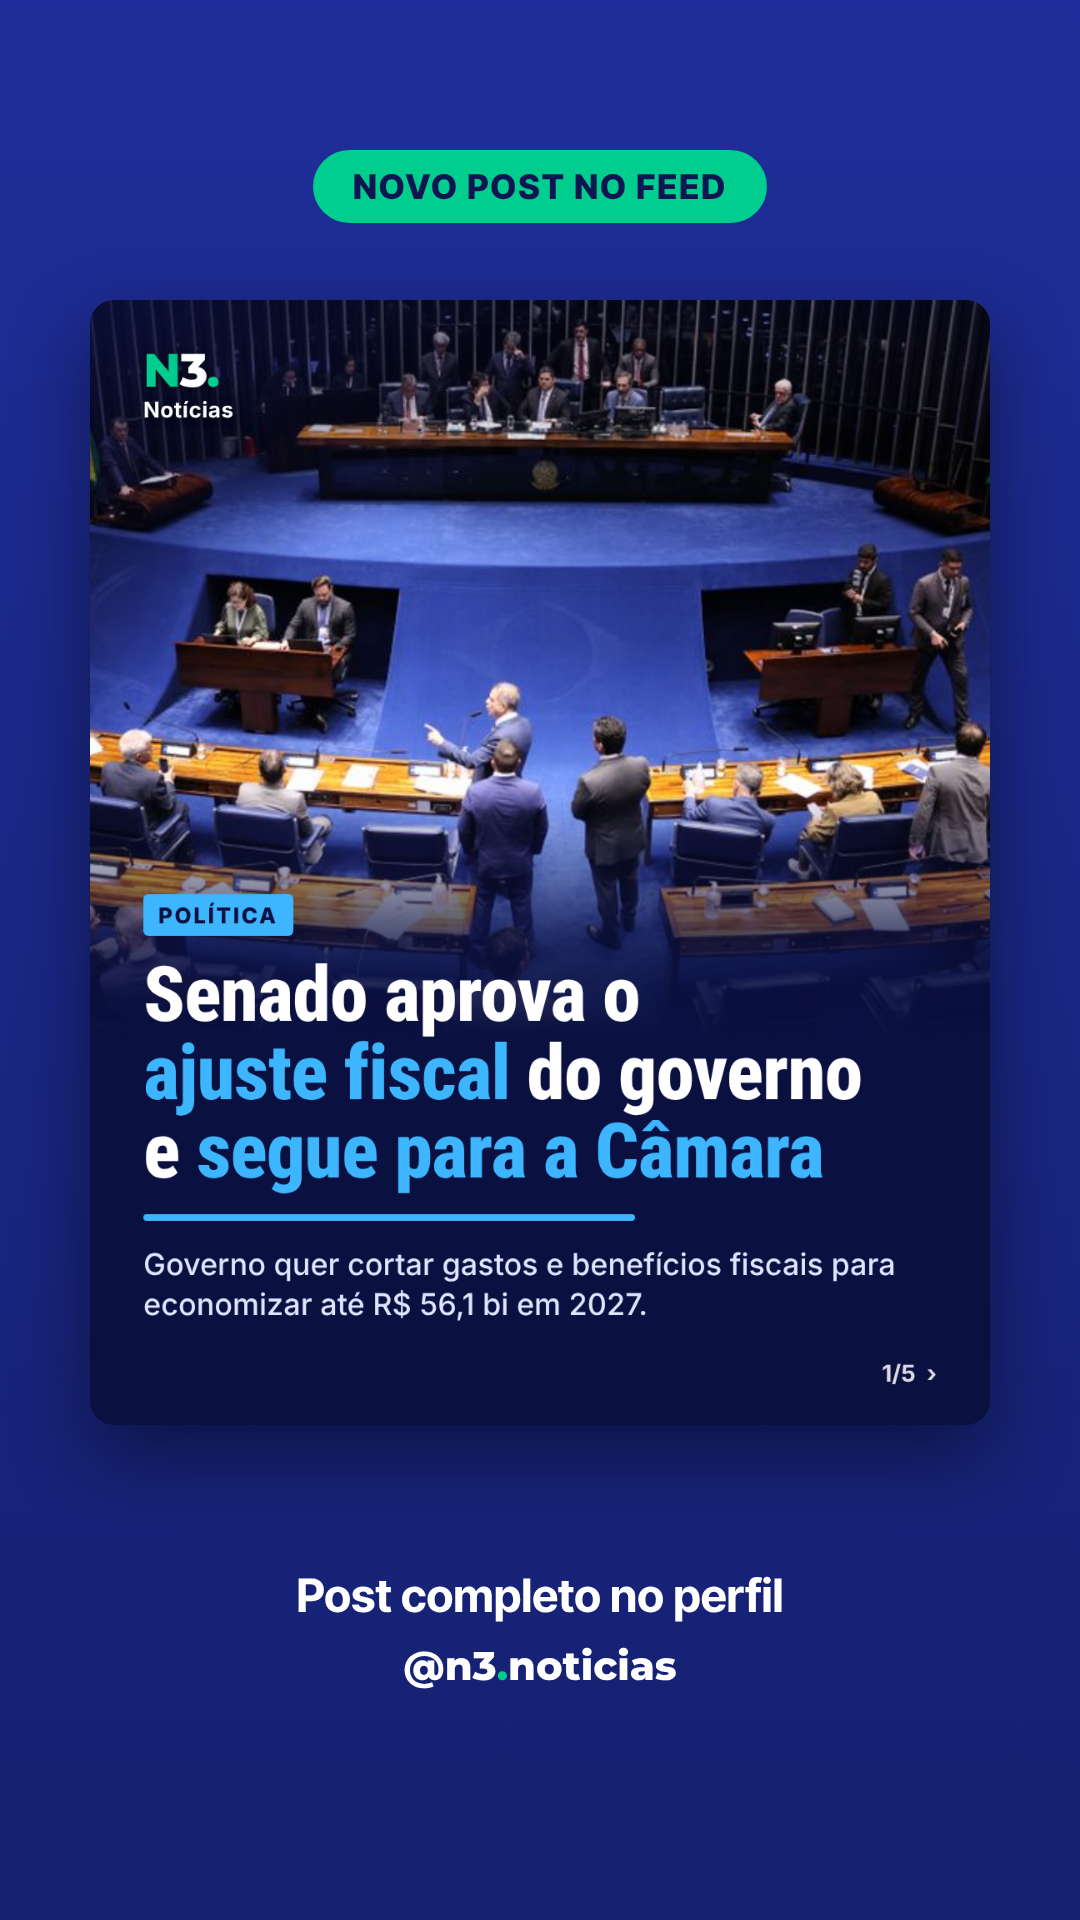 NOVO POST NO FEED
N3.
Notícias
POLÍTICA
Senado aprova o
ajuste fiscal do governo
e segue para a Câmara
Governo quer cortar gastos e benefícios fiscais para
economizar até R$ 56,1 bi em 2027.
1/5 ›
Post completo no perfil
@n3.noticias